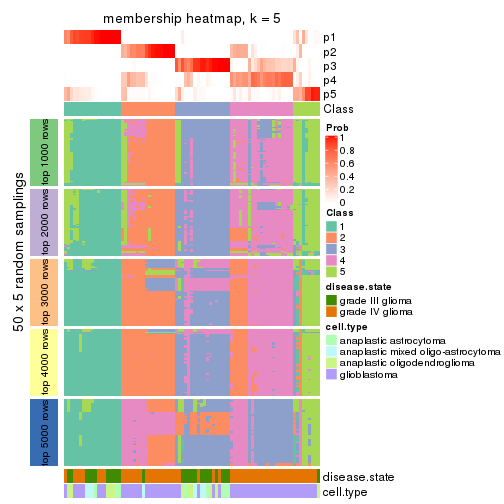 membership heatmap, k = 5
p1
p2
p3
p4
p5
Class
50 x 5 random samplings
top 1000 rows
top 2000 rows
top 3000 rows
top 4000 rows
top 5000 rows
Prob
1
0.8
0.6
0.4
0.2
0
Class
1
2
3
4
5
disease.state
grade III glioma
grade IV glioma
cell.type
anaplastic astrocytoma
anaplastic mixed oligo-astrocytoma
anaplastic oligodendroglioma
glioblastoma
disease.state
cell.type